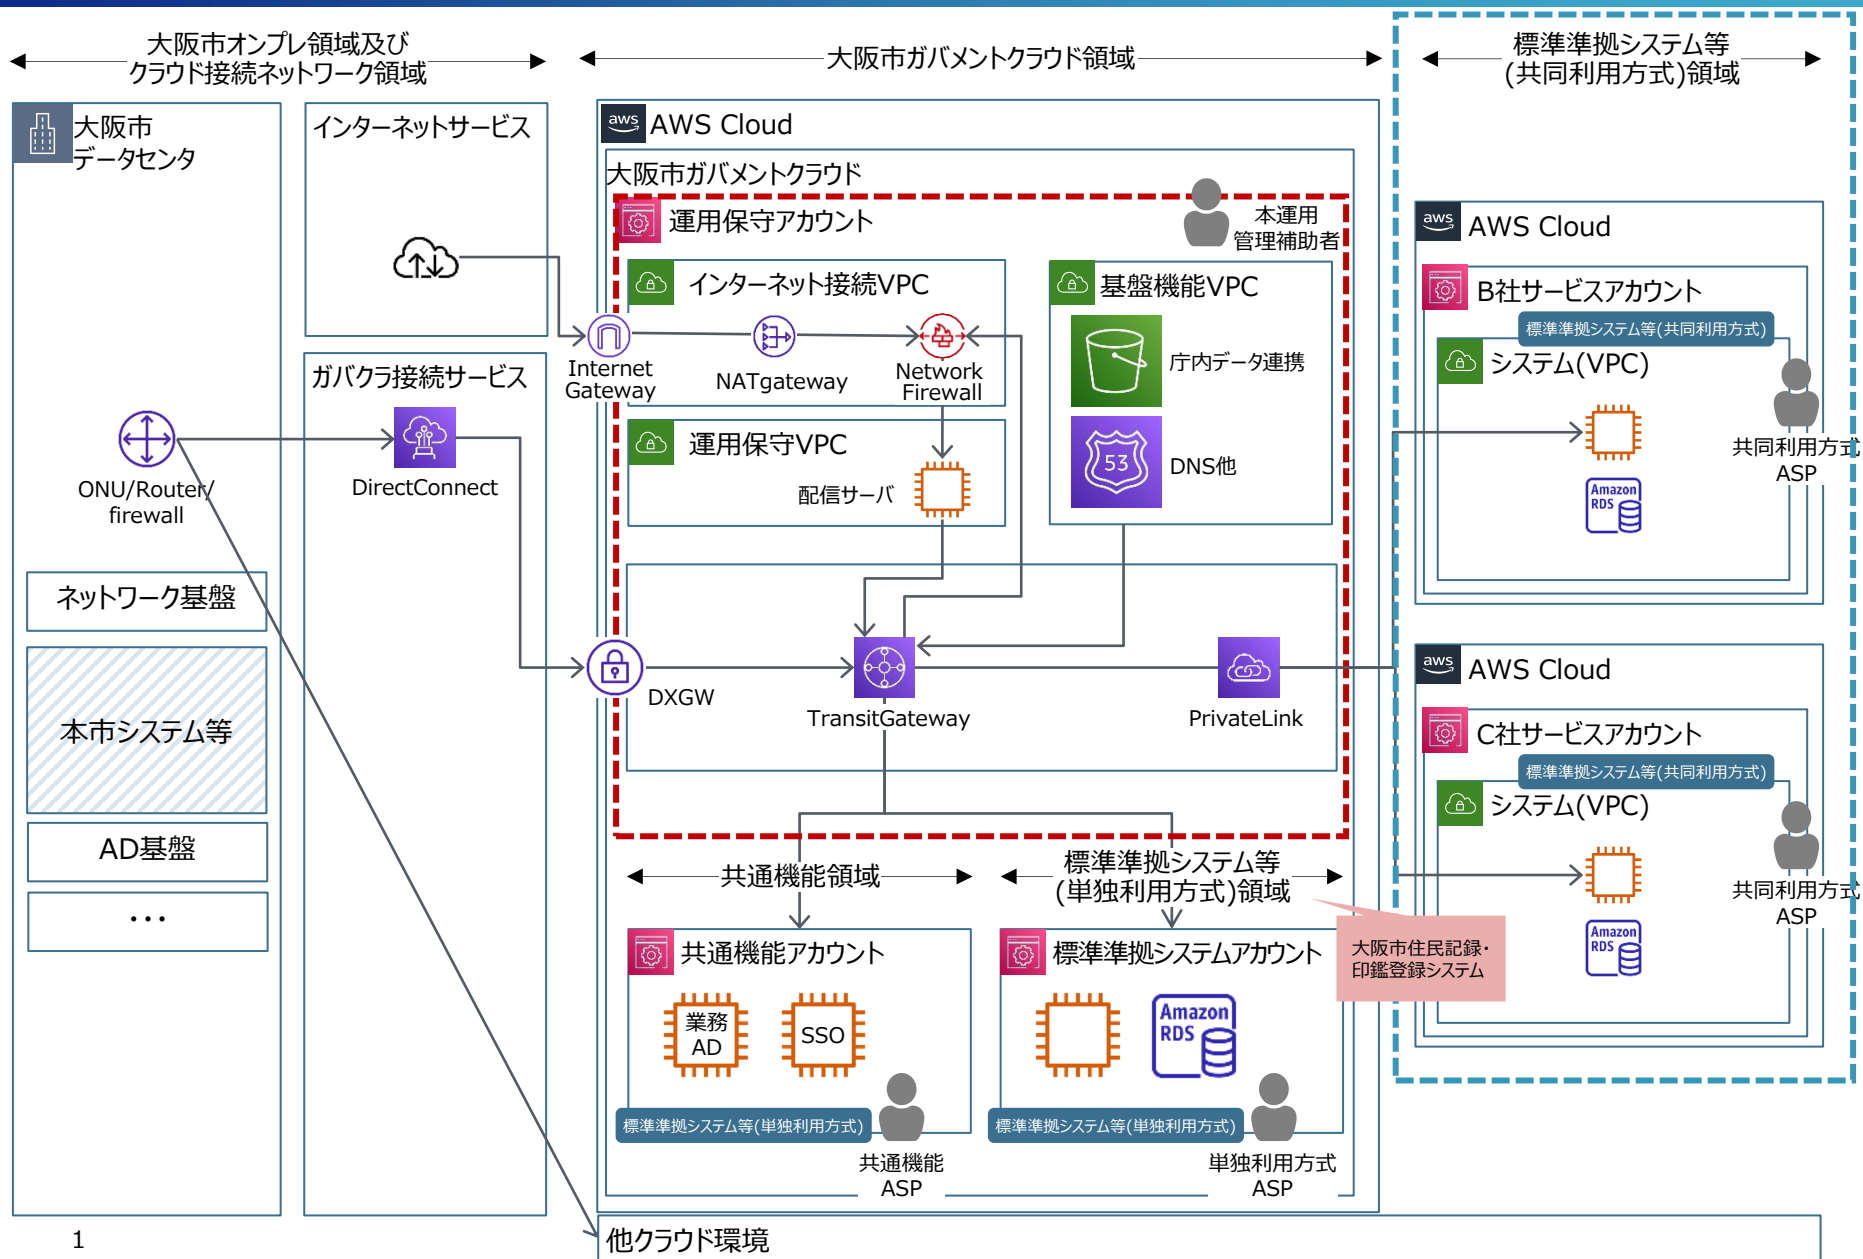 大阪市オンプレ領域及び
クラウド接続ネットワーク領域
大阪市ガバメントクラウド領域
標準準拠システム等
(共同利用方式)領域
大阪市
データセンタ
ONU/Router/
firewall
ネットワーク基盤
本市システム等
AD基盤
・・・
インターネットサービス
ガバクラ接続サービス
DirectConnect
aws
AWS Cloud
大阪市ガバメントクラウド
運用保守アカウント
本運用
管理補助者
インターネット接続VPC
Internet
Gateway
NATgateway
Network
Firewall
運用保守VPC
配信サーバ
基盤機能VPC
庁内データ連携
53
DNS他
DXGW
TransitGateway
PrivateLink
共通機能領域
標準準拠システム等
(単独利用方式)領域
共通機能アカウント
業務
AD
SSO
標準準拠システム等(単独利用方式)
共通機能
ASP
標準準拠システムアカウント
Amazon
RDS
標準準拠システム等(単独利用方式)
単独利用方式
ASP
大阪市住民記録・
印鑑登録システム
aws
AWS Cloud
B社サービスアカウント
標準準拠システム等(共同利用方式)
システム(VPC)
Amazon
RDS
共同利用方式
ASP
aws
AWS Cloud
C社サービスアカウント
標準準拠システム等(共同利用方式)
システム(VPC)
Amazon
RDS
共同利用方式
ASP
他クラウド環境
1